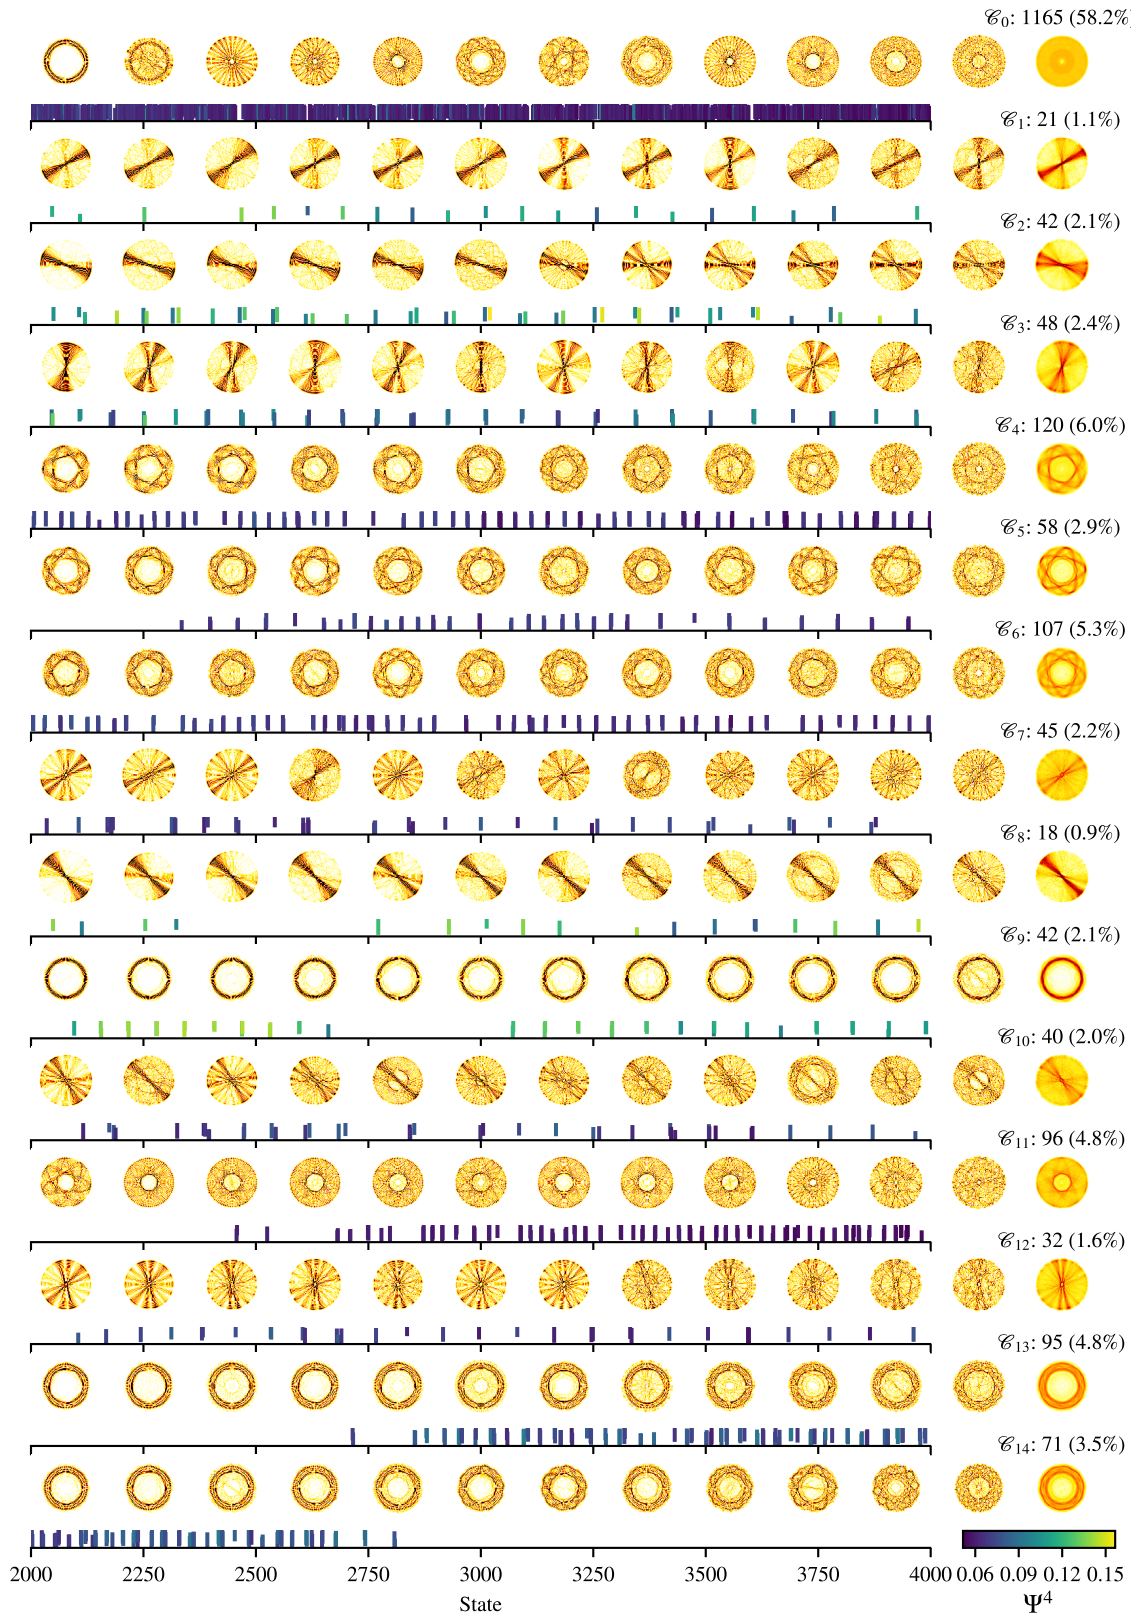 𝒞0: 1165 (58.2%)
𝒞1: 21 (1.1%)
𝒞2: 42 (2.1%)
𝒞3: 48 (2.4%)
𝒞4: 120 (6.0%)
𝒞5: 58 (2.9%)
𝒞6: 107 (5.3%)
𝒞7: 45 (2.2%)
𝒞8: 18 (0.9%)
𝒞9: 42 (2.1%)
𝒞10: 40 (2.0%)
𝒞11: 96 (4.8%)
𝒞12: 32 (1.6%)
𝒞13: 95 (4.8%)
𝒞14: 71 (3.5%)
2000 2250 2500 2750 3000 3250 3500 3750 4000 0.06 0.09 0.12 0.15
State Ψ⁴